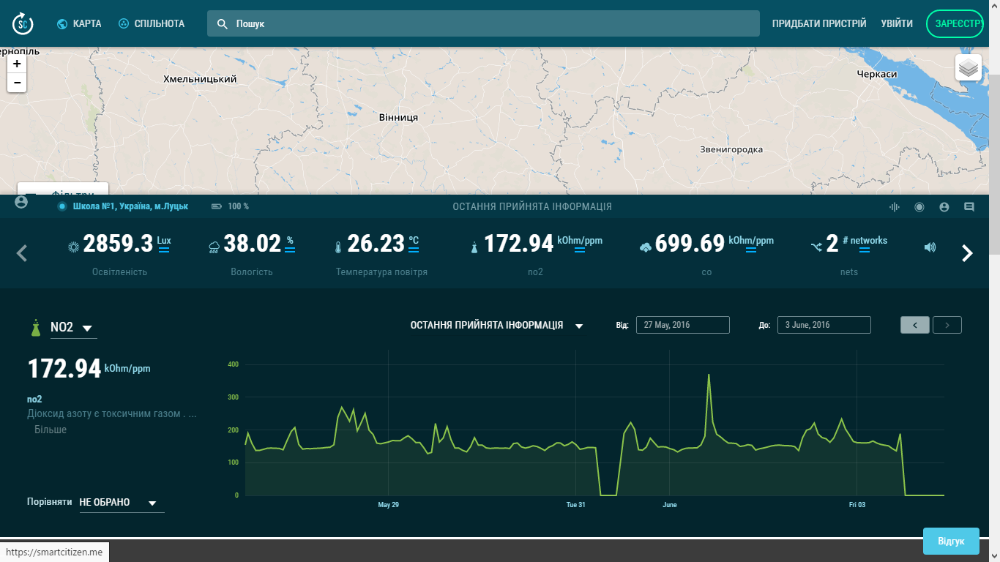 SC
КАРТА
СПІЛЬНОТА
Пошук
ПРИДБАТИ ПРИСТРІЙ
УВІЙТИ
ЗАРЕЄСТР
ернопіль
+
−
Хмельницький
Вінниця
Черкаси
Звенигородка
Фільтри
Школа №1, Україна, м.Луцьк
100 %
ОСТАННЯ ПРИЙНЯТА ІНФОРМАЦІЯ
2859.3 Lux
Освітленість
38.02 %
Вологість
26.23 ºC
Температура повітря
172.94 kOhm/ppm
no2
699.69 kOhm/ppm
co
2 # networks
nets
NO2
ОСТАННЯ ПРИЙНЯТА ІНФОРМАЦІЯ
Від: 27 May, 2016
До: 3 June, 2016
172.94 kOhm/ppm
no2
Діоксид азоту є токсичним газом . ...
Більше
Порівняти НЕ ОБРАНО
400
300
200
100
0
May 29
Tue 31
June
Fri 03
Відгук
https://smartcitizen.me